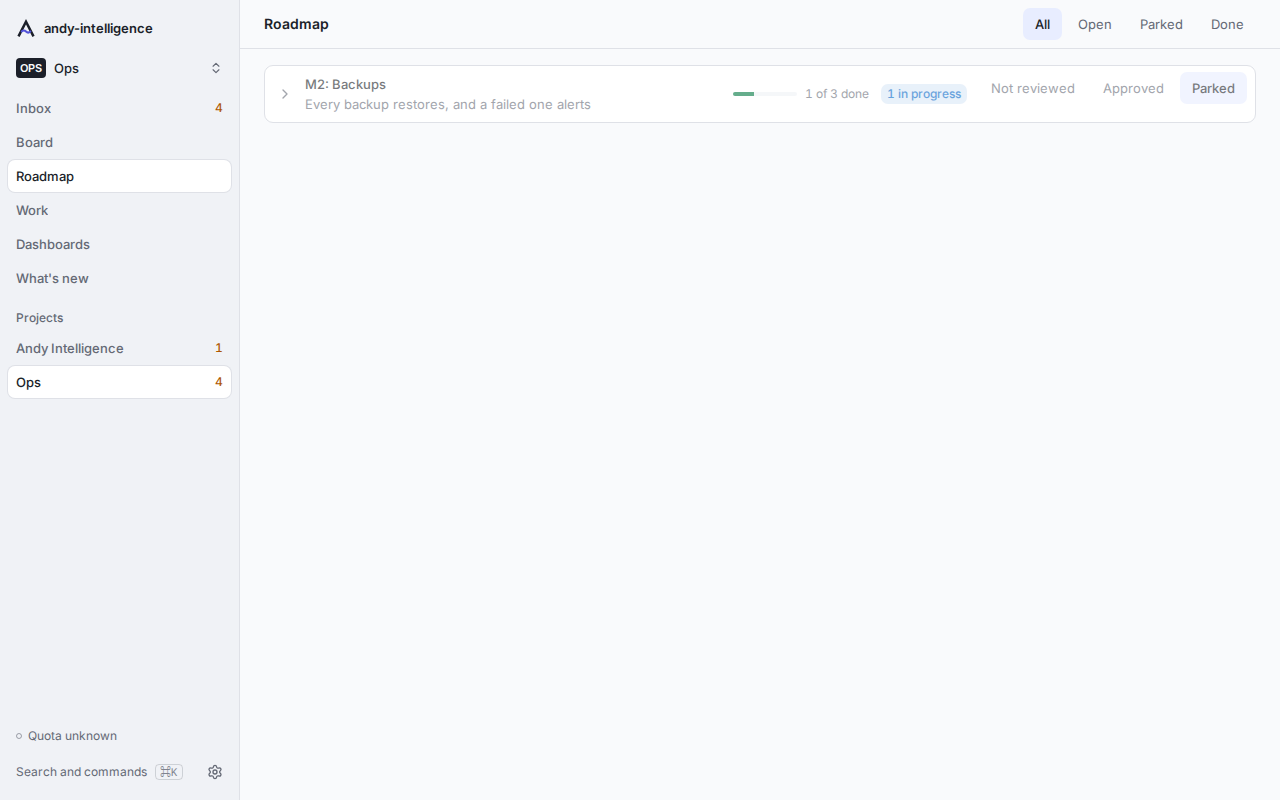 andy-intelligence
OPS Ops
Inbox 4
Board
Roadmap
Work
Dashboards
What's new
Projects
Andy Intelligence 1
Ops 4
Quota unknown
Search and commands ⌘K
Roadmap
All Open Parked Done
M2: Backups
Every backup restores, and a failed one alerts
1 of 3 done 1 in progress Not reviewed Approved Parked